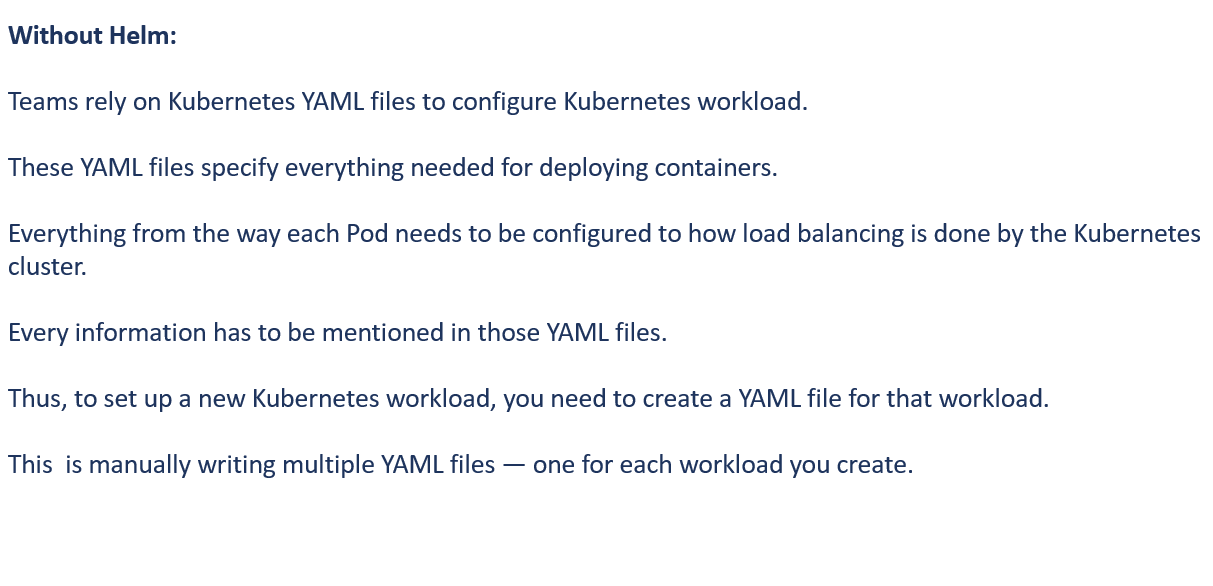 Without Helm:
Teams rely on Kubernetes YAML files to configure Kubernetes workload.
These YAML files specify everything needed for deploying containers.
Everything from the way each Pod needs to be configured to how load balancing is done by the Kubernetes
cluster.
Every information has to be mentioned in those YAML files.
Thus, to set up a new Kubernetes workload, you need to create a YAML file for that workload.
This  is manually writing multiple YAML files — one for each workload you create.